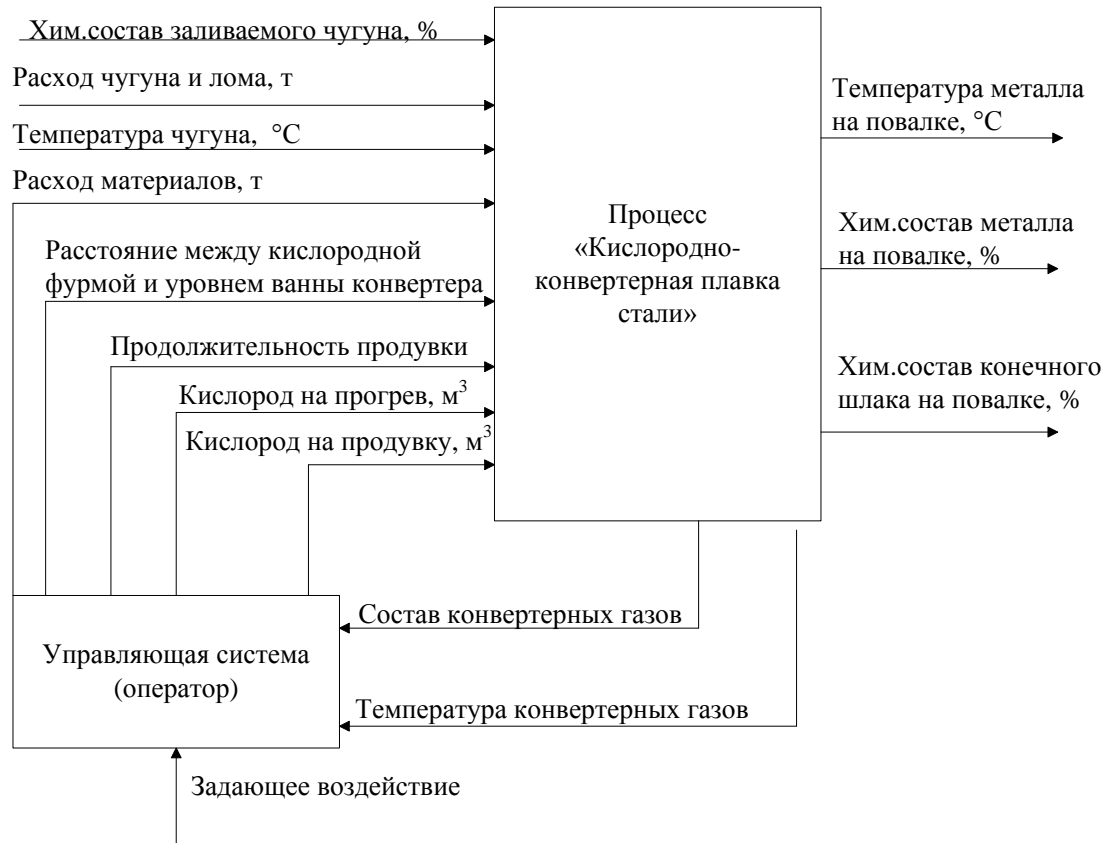 Хим.состав заливаемого чугуна, %
Расход чугуна и лома, т
Температура чугуна, °С
Расход материалов, т
Расстояние между кислородной
фурмой и уровнем ванны конвертера
Продолжительность продувки
Кислород на прогрев, м³
Кислород на продувку, м³
Процесс
«Кислородно-
конвертерная плавка
стали»
Температура металла
на повалке, °С
Хим.состав металла
на повалке, %
Хим.состав конечного
шлака на повалке, %
Состав конвертерных газов
Управляющая система
(оператор)
Температура конвертерных газов
Задающее воздействие